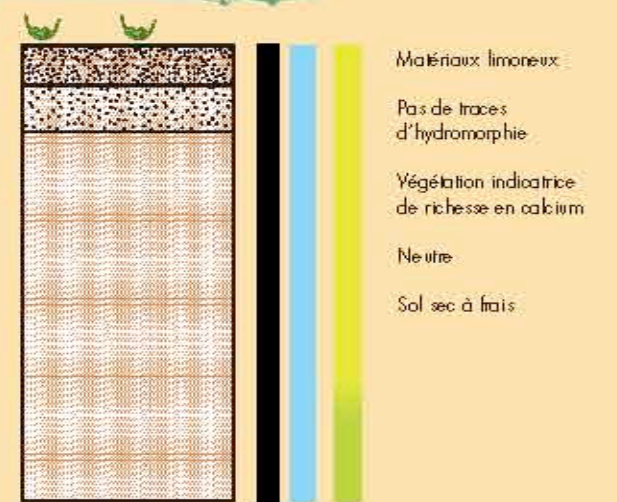 Matériaux limoneux
Pas de traces
d'hydromorphie
Végétation indicatrice
de richesse en calcium
Neutre
Sol sec à frais